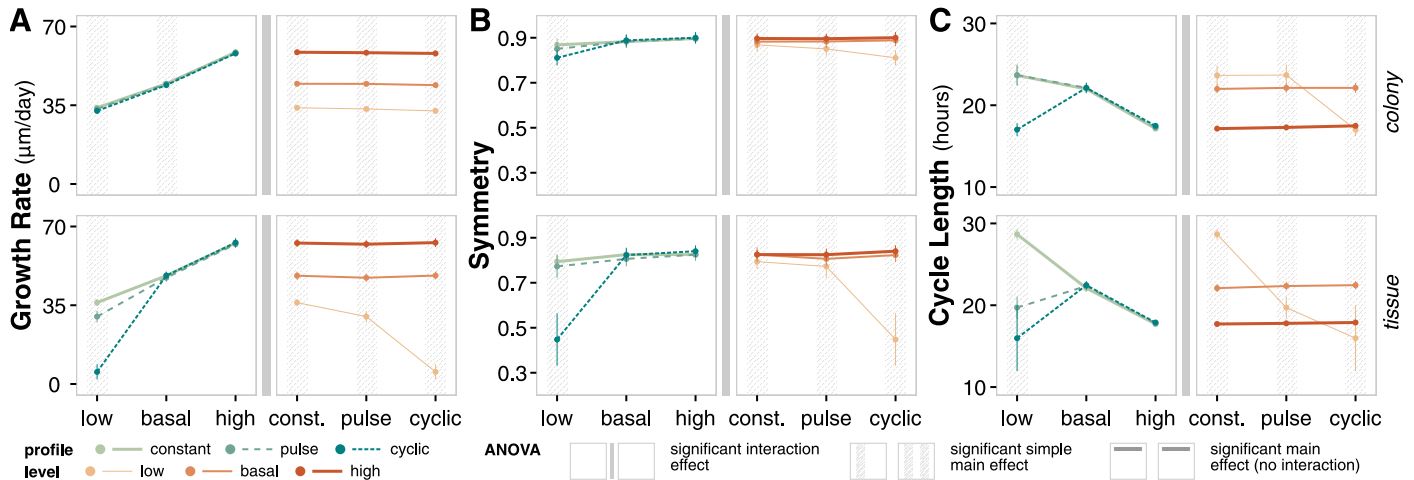 A
B
C
Growth Rate (µm/day)
70
35
0
70
35
0
low basal high
const. pulse cyclic
Symmetry
0.9
0.7
0.5
0.3
0.9
0.7
0.5
0.3
low basal high
const. pulse cyclic
Cycle Length (hours)
30
20
10
30
20
10
low basal high
const. pulse cyclic
colony
tissue
profile constant pulse cyclic
level low basal high
ANOVA
significant interaction
effect
significant simple
main effect
significant main
effect (no interaction)